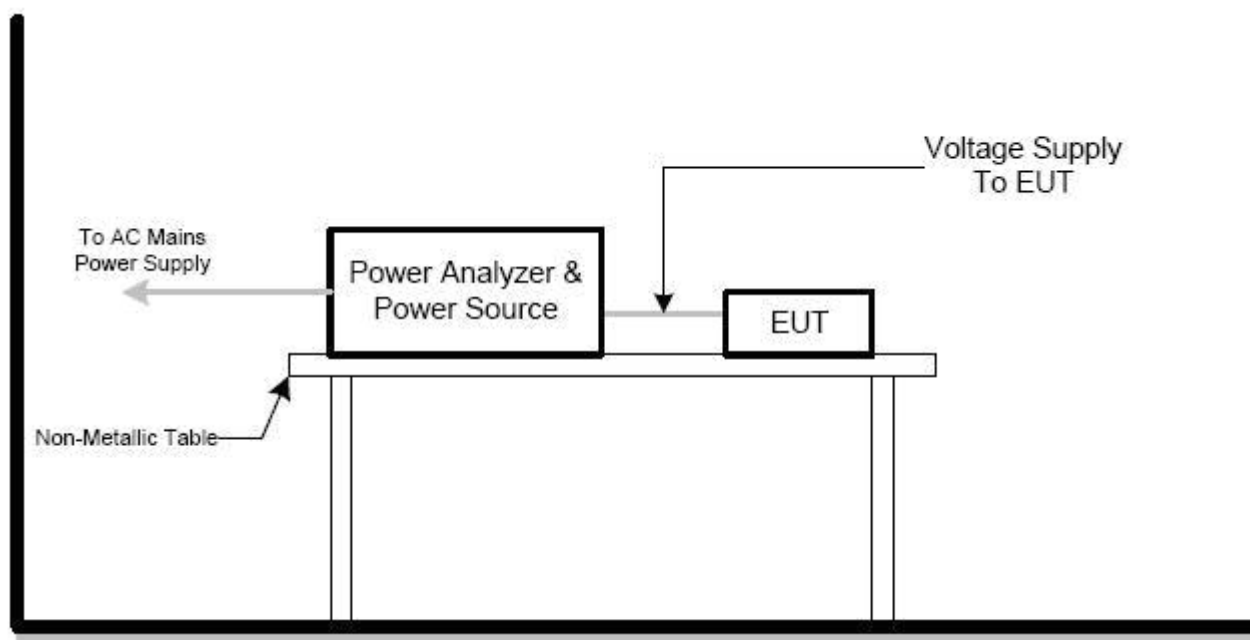 Voltage Supply
To EUT
To AC Mains
Power Supply
Power Analyzer &
Power Source
EUT
Non-Metallic Table